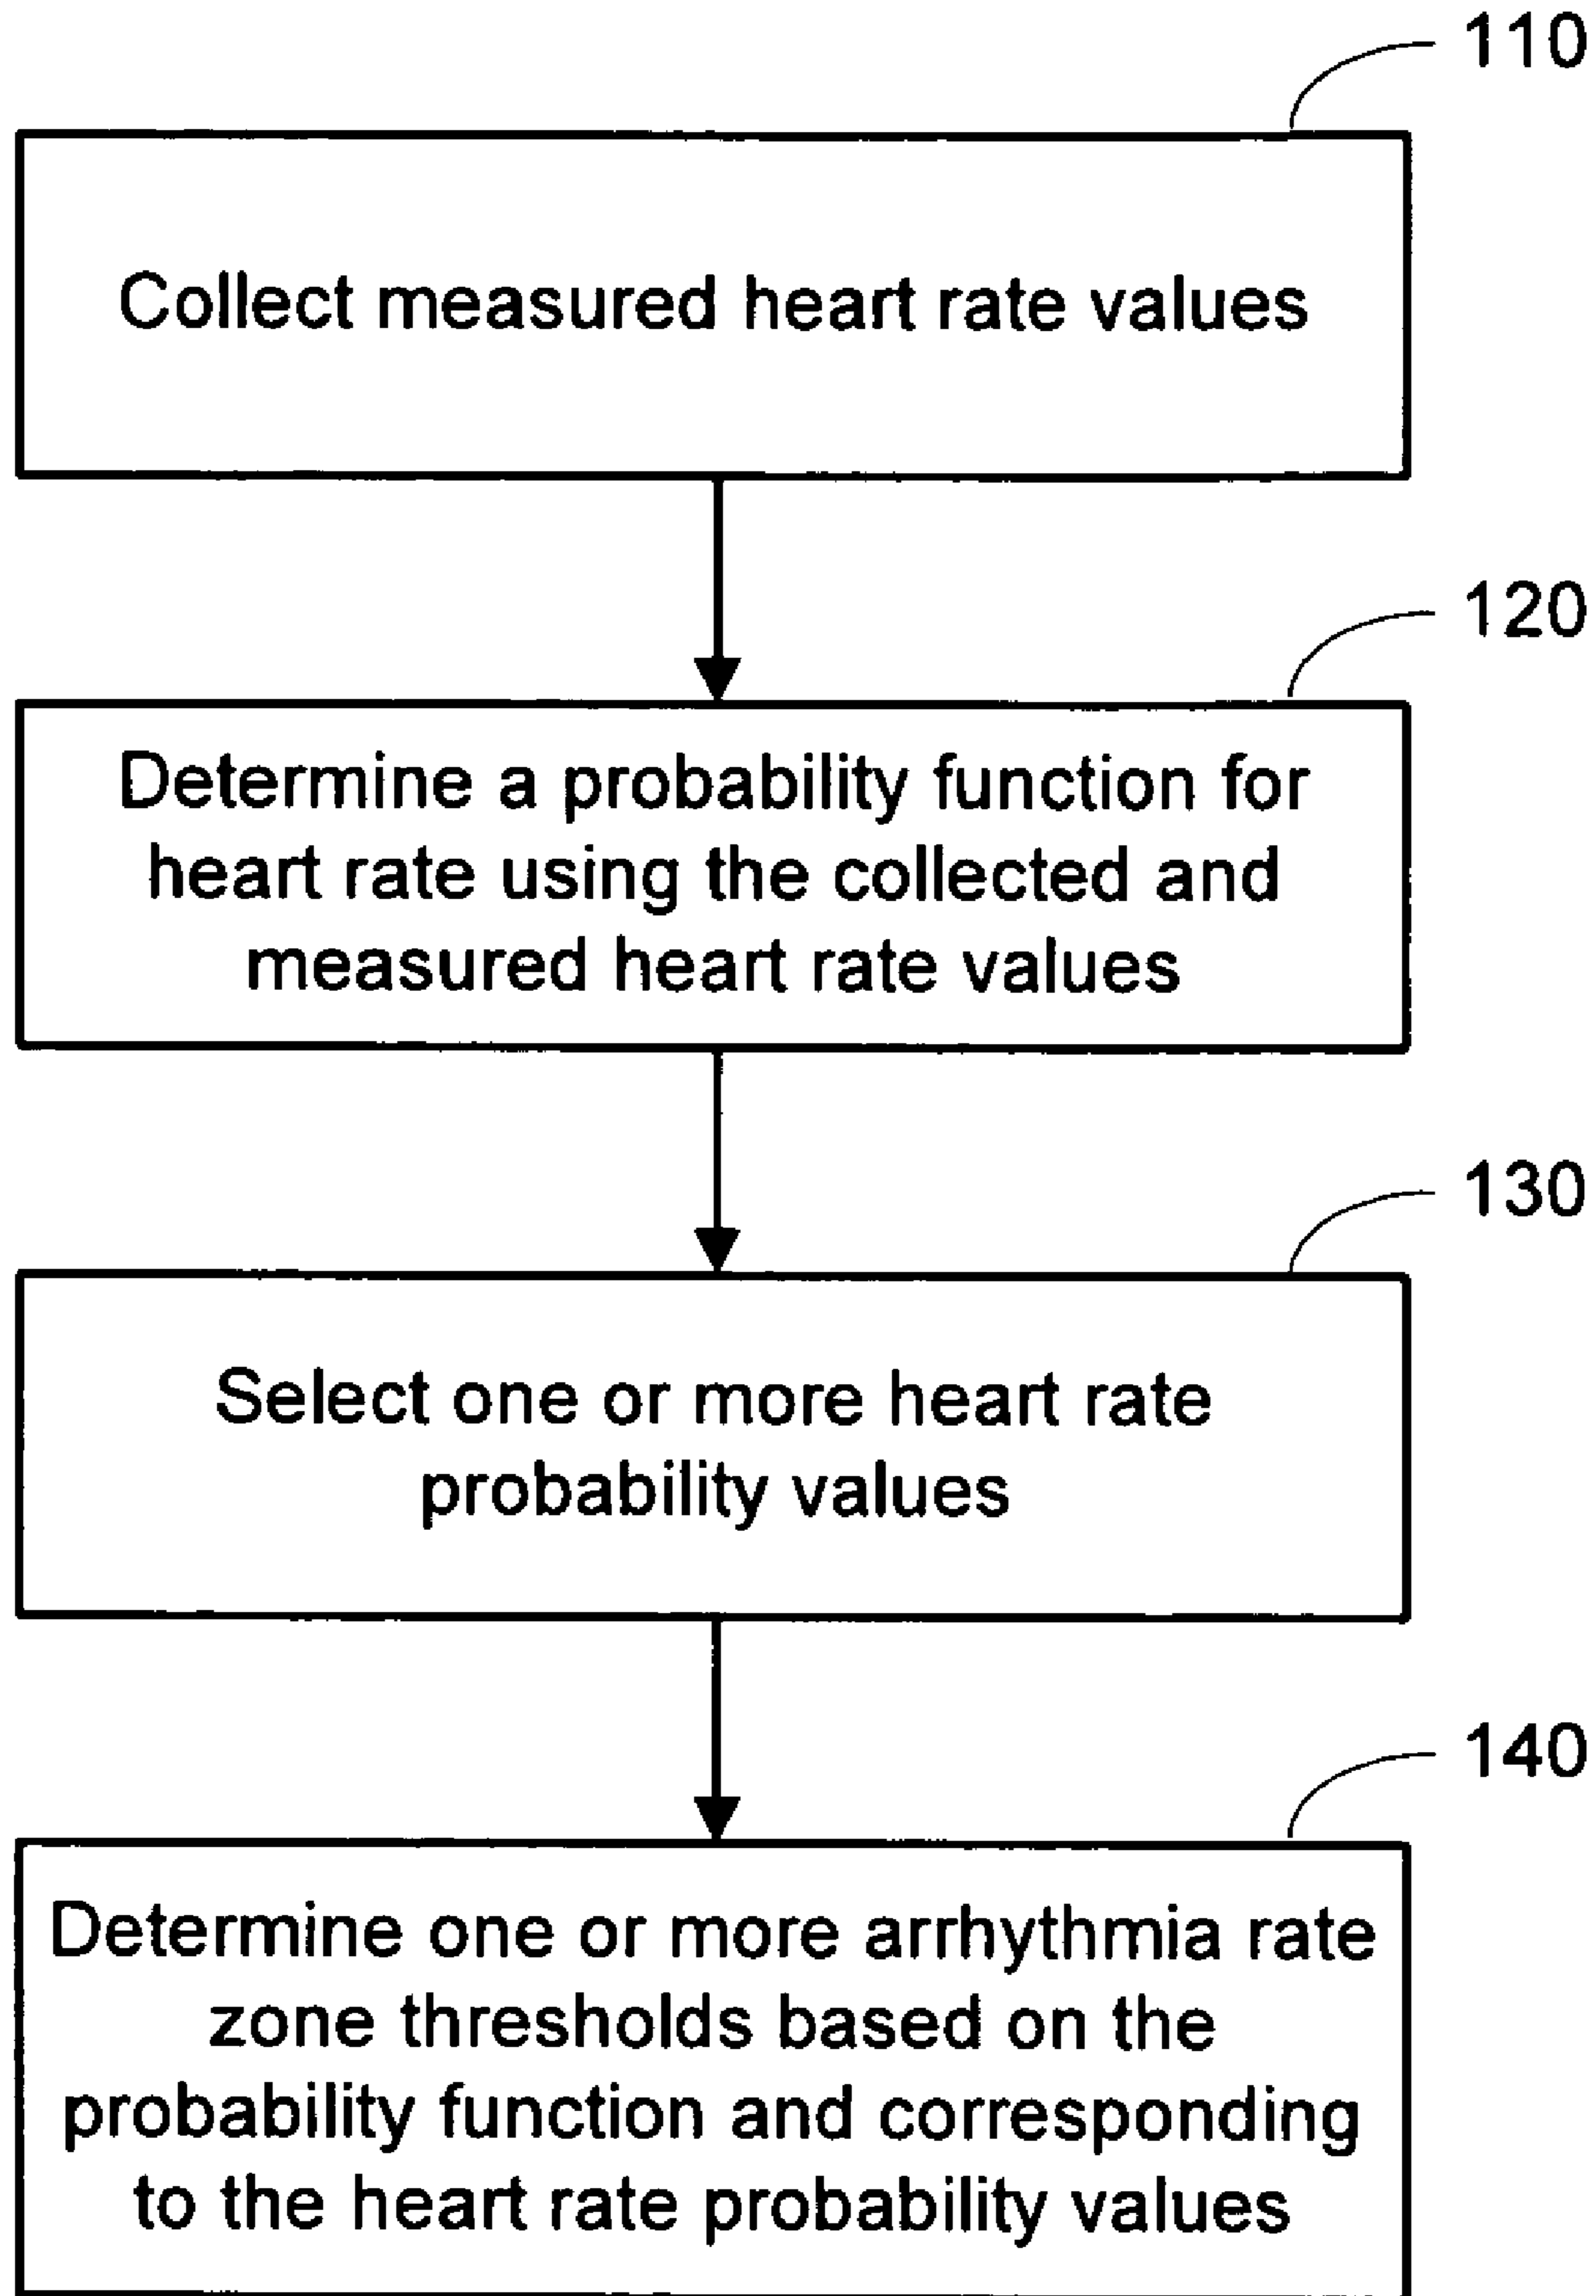 110
Collect measured heart rate values
120
Determine a probability function for
heart rate using the collected and
measured heart rate values
130
Select one or more heart rate
probability values
140
Determine one or more arrhythmia rate
zone thresholds based on the
probability function and corresponding
to the heart rate probability values